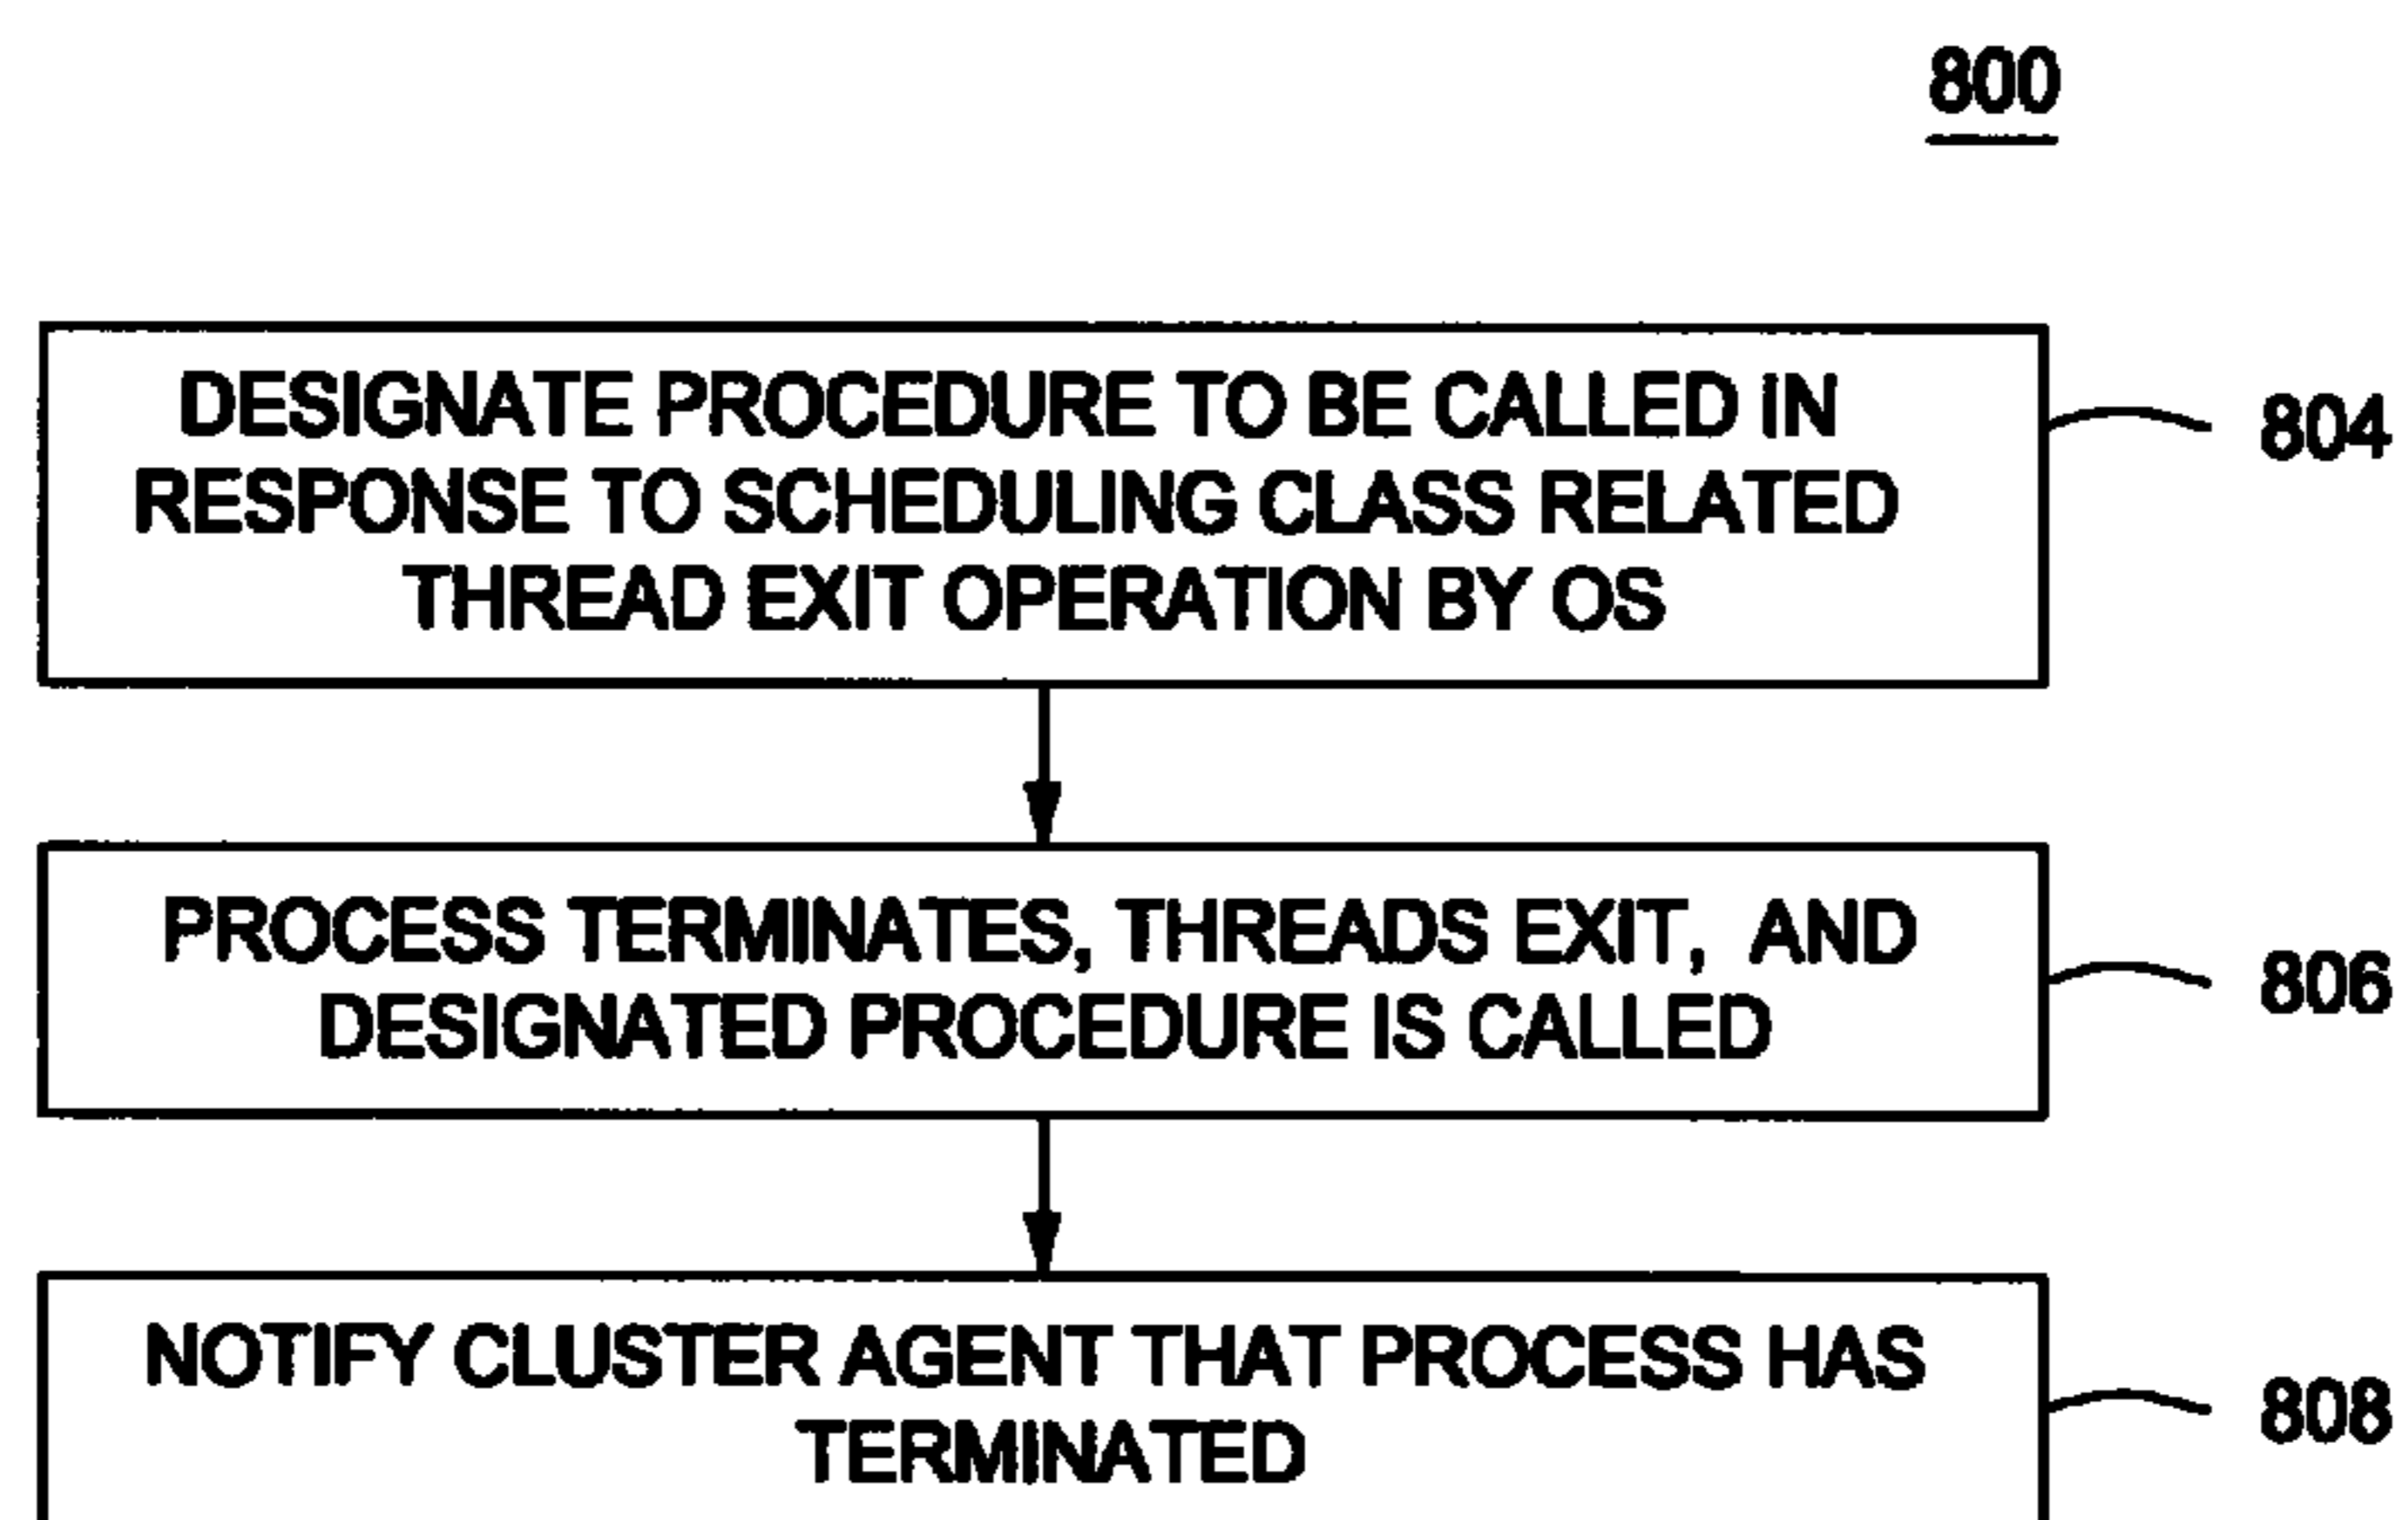 800
DESIGNATE PROCEDURE TO BE CALLED IN
RESPONSE TO SCHEDULING CLASS RELATED
THREAD EXIT OPERATION BY OS
804
PROCESS TERMINATES, THREADS EXIT, AND
DESIGNATED PROCEDURE IS CALLED
806
NOTIFY CLUSTER AGENT THAT PROCESS HAS
TERMINATED
808